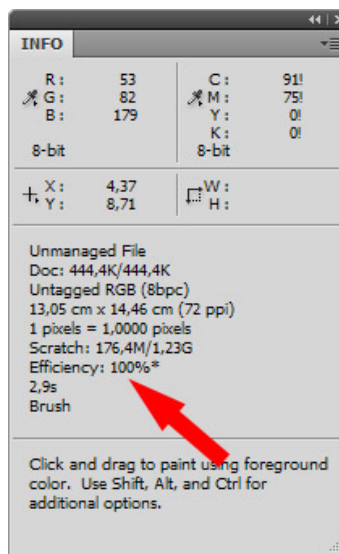 INFO
R: 53
G: 82
B: 179
8-bit
C: 91!
M: 75!
Y: 0!
K: 0!
8-bit
X: 4,37
Y: 8,71
W:
H:
Unmanaged File
Doc: 444,4K/444,4K
Untagged RGB (8bpc)
13,05 cm x 14,46 cm (72 ppi)
1 pixels = 1,0000 pixels
Scratch: 176,4M/1,23G
Efficiency: 100%*
2,9s
Brush
Click and drag to paint using foreground
color. Use Shift, Alt, and Ctrl for
additional options.